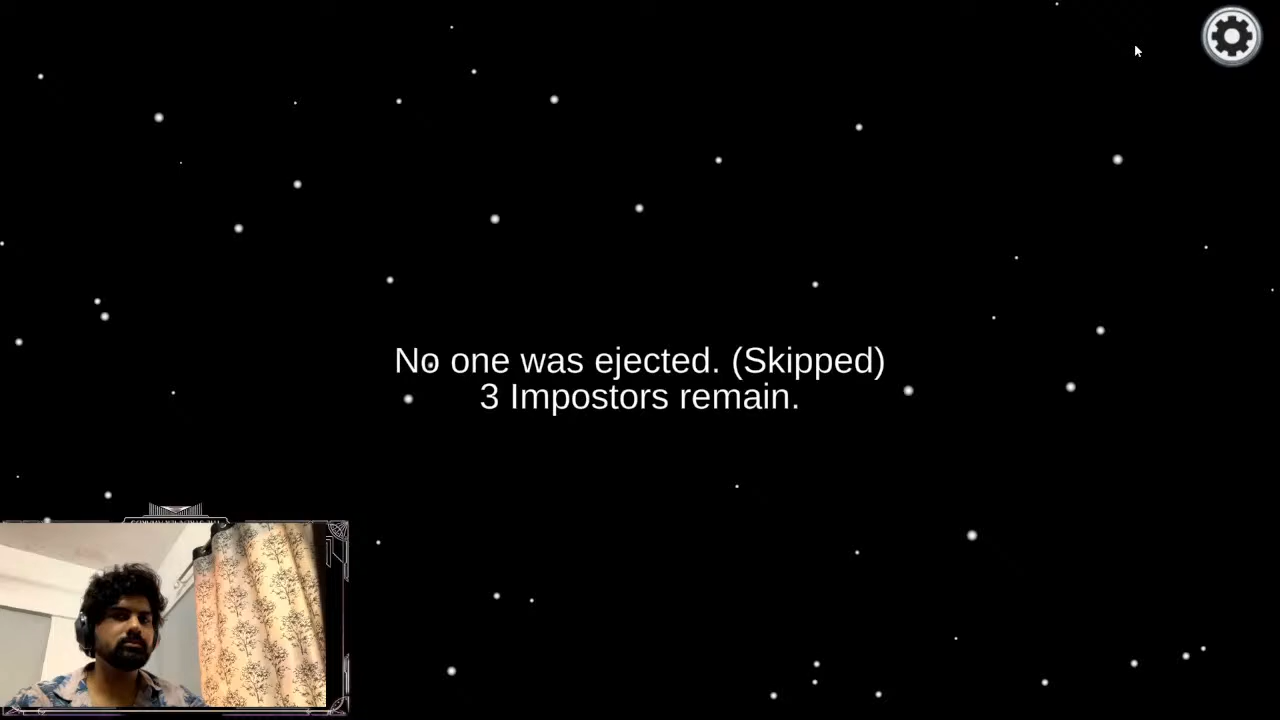 No one was ejected. (Skipped)
3 Impostors remain.